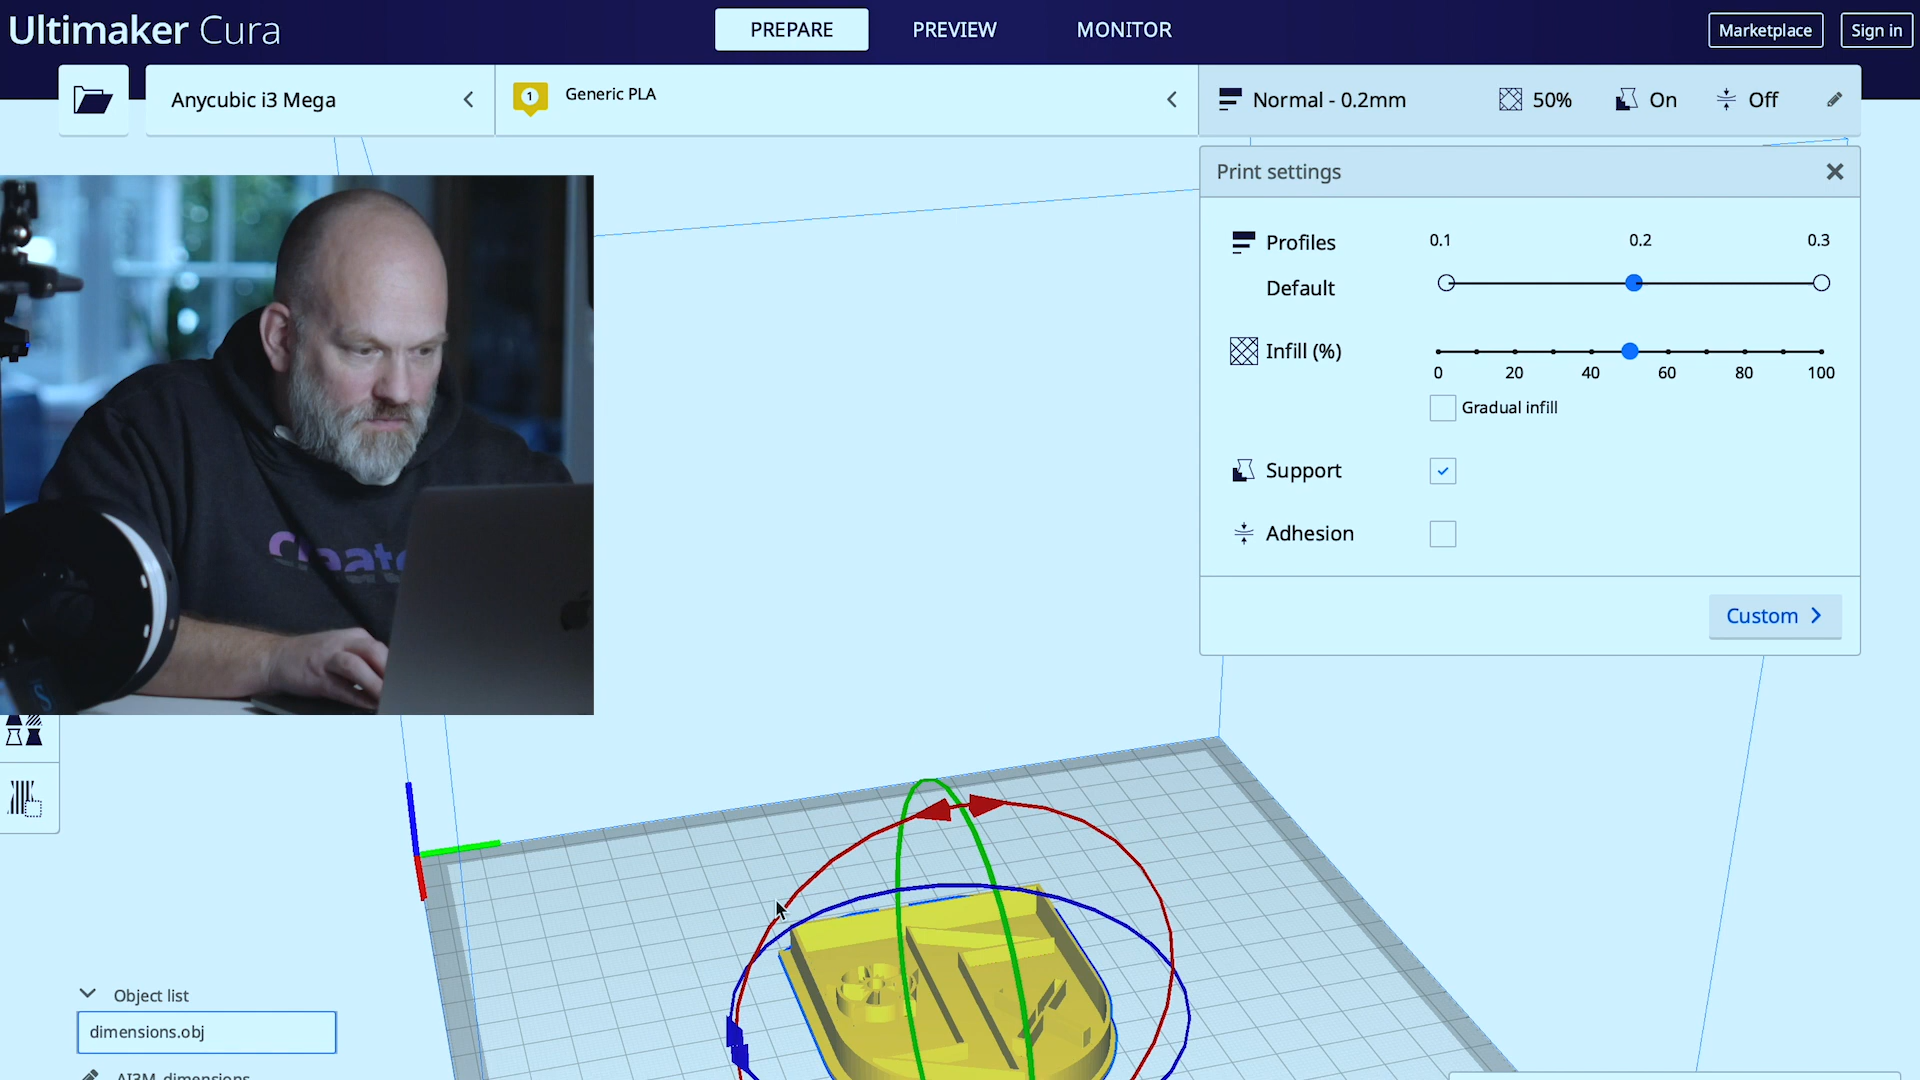 Ultimaker Cura
PREPARE
PREVIEW
MONITOR
Marketplace
Sign in
Anycubic i3 Mega
1
Generic PLA
Normal - 0.2mm
50%
On
Off
Print settings
Profiles
0.1
0.2
0.3
Default
Infill (%)
0
20
40
60
80
100
Gradual infill
Support
Adhesion
Custom
Object list
dimensions.obj
AI3M_dimensions